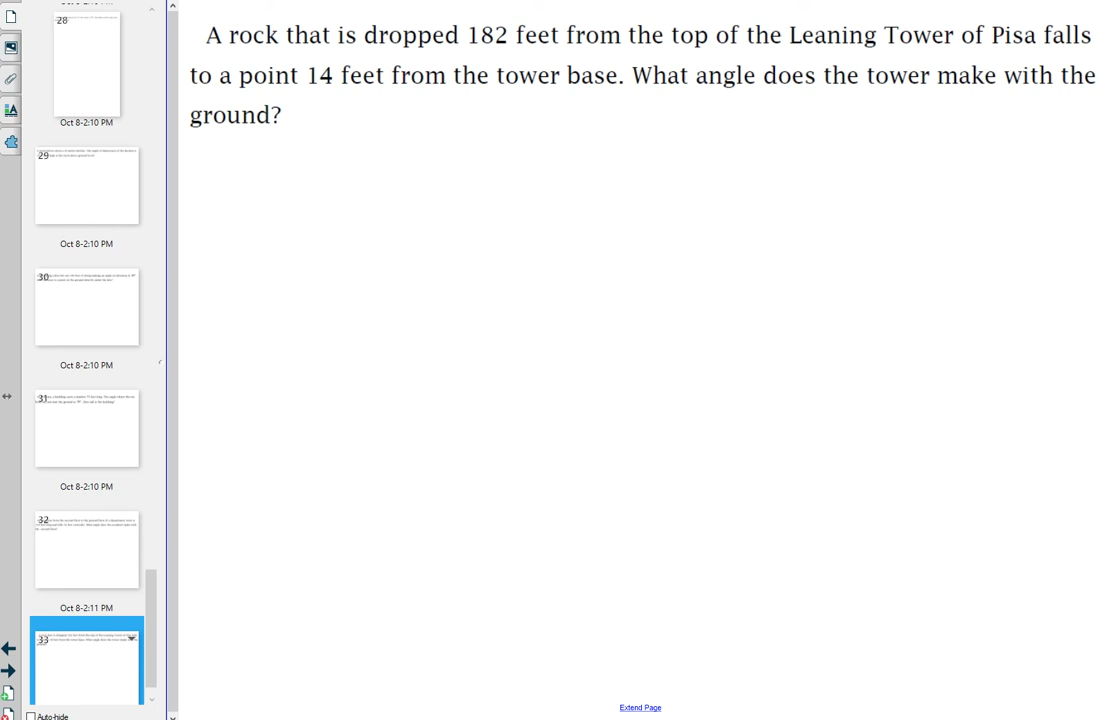 28
Oct 8-2:10 PM
29
Oct 8-2:10 PM
30
Oct 8-2:10 PM
31
Oct 8-2:10 PM
32
Oct 8-2:11 PM
33
Auto-hide
A rock that is dropped 182 feet from the top of the Leaning Tower of Pisa falls
to a point 14 feet from the tower base. What angle does the tower make with the
ground?
Extend Page